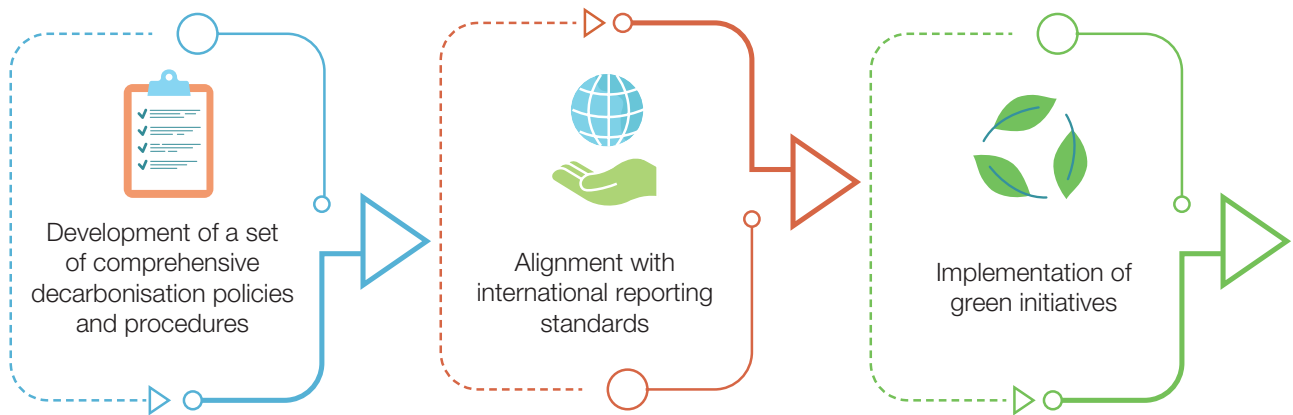 Development of a set
of comprehensive
decarbonisation policies
and procedures
Alignment with
international reporting
standards
Implementation of
green initiatives